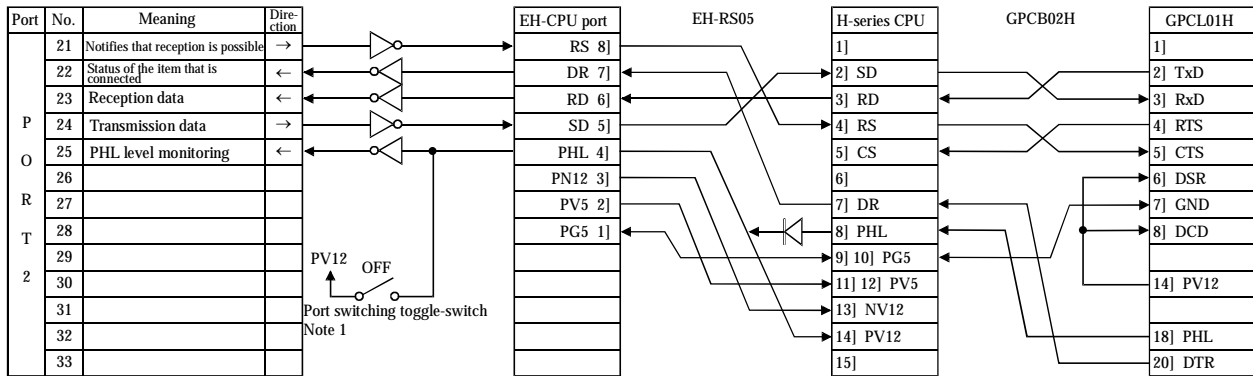 Port No. Meaning Dire-ction EH-CPU port EH-RS05 H-series CPU GPCB02H GPCL01H
21 Notifies that reception is possible → RS 8] 1] 1]
22 Status of the item that is connected ← DR 7] 2] SD 2] TxD
23 Reception data ← RD 6] 3] RD 3] RxD
P 24 Transmission data → SD 5] 4] RS 4] RTS
O 25 PHL level monitoring ← PHL 4] 5] CS 5] CTS
26 PN12 3] 6] 6] DSR
R 27 PV5 2] 7] DR 7] GND
T 28 PG5 1] 8] PHL 8] DCD
29 PV12 OFF 9] 10] PG5
2 30 11] 12] PV5 14] PV12
31 Port switching toggle-switch 13] NV12
32 Note 1 14] PV12 18] PHL
33 15] 20] DTR